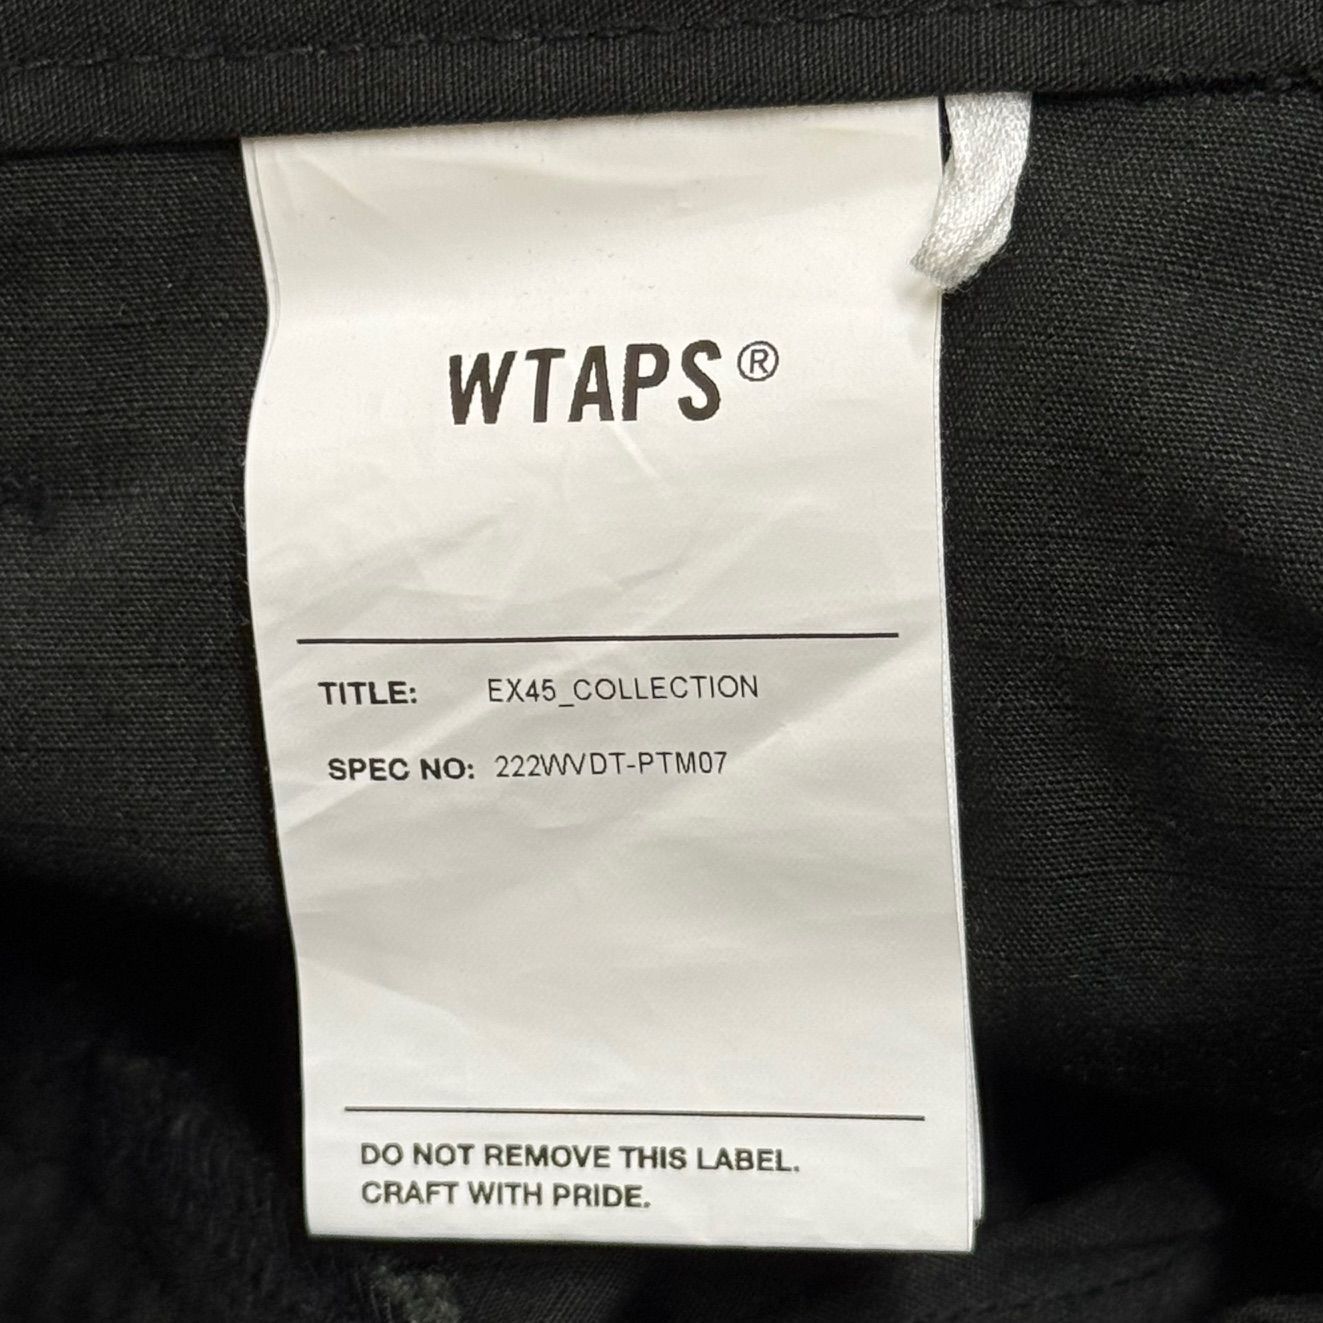 WTAPS®
TITLE: EX45_COLLECTION
SPEC NO: 222WVDT-PTM07
DO NOT REMOVE THIS LABEL.
CRAFT WITH PRIDE.